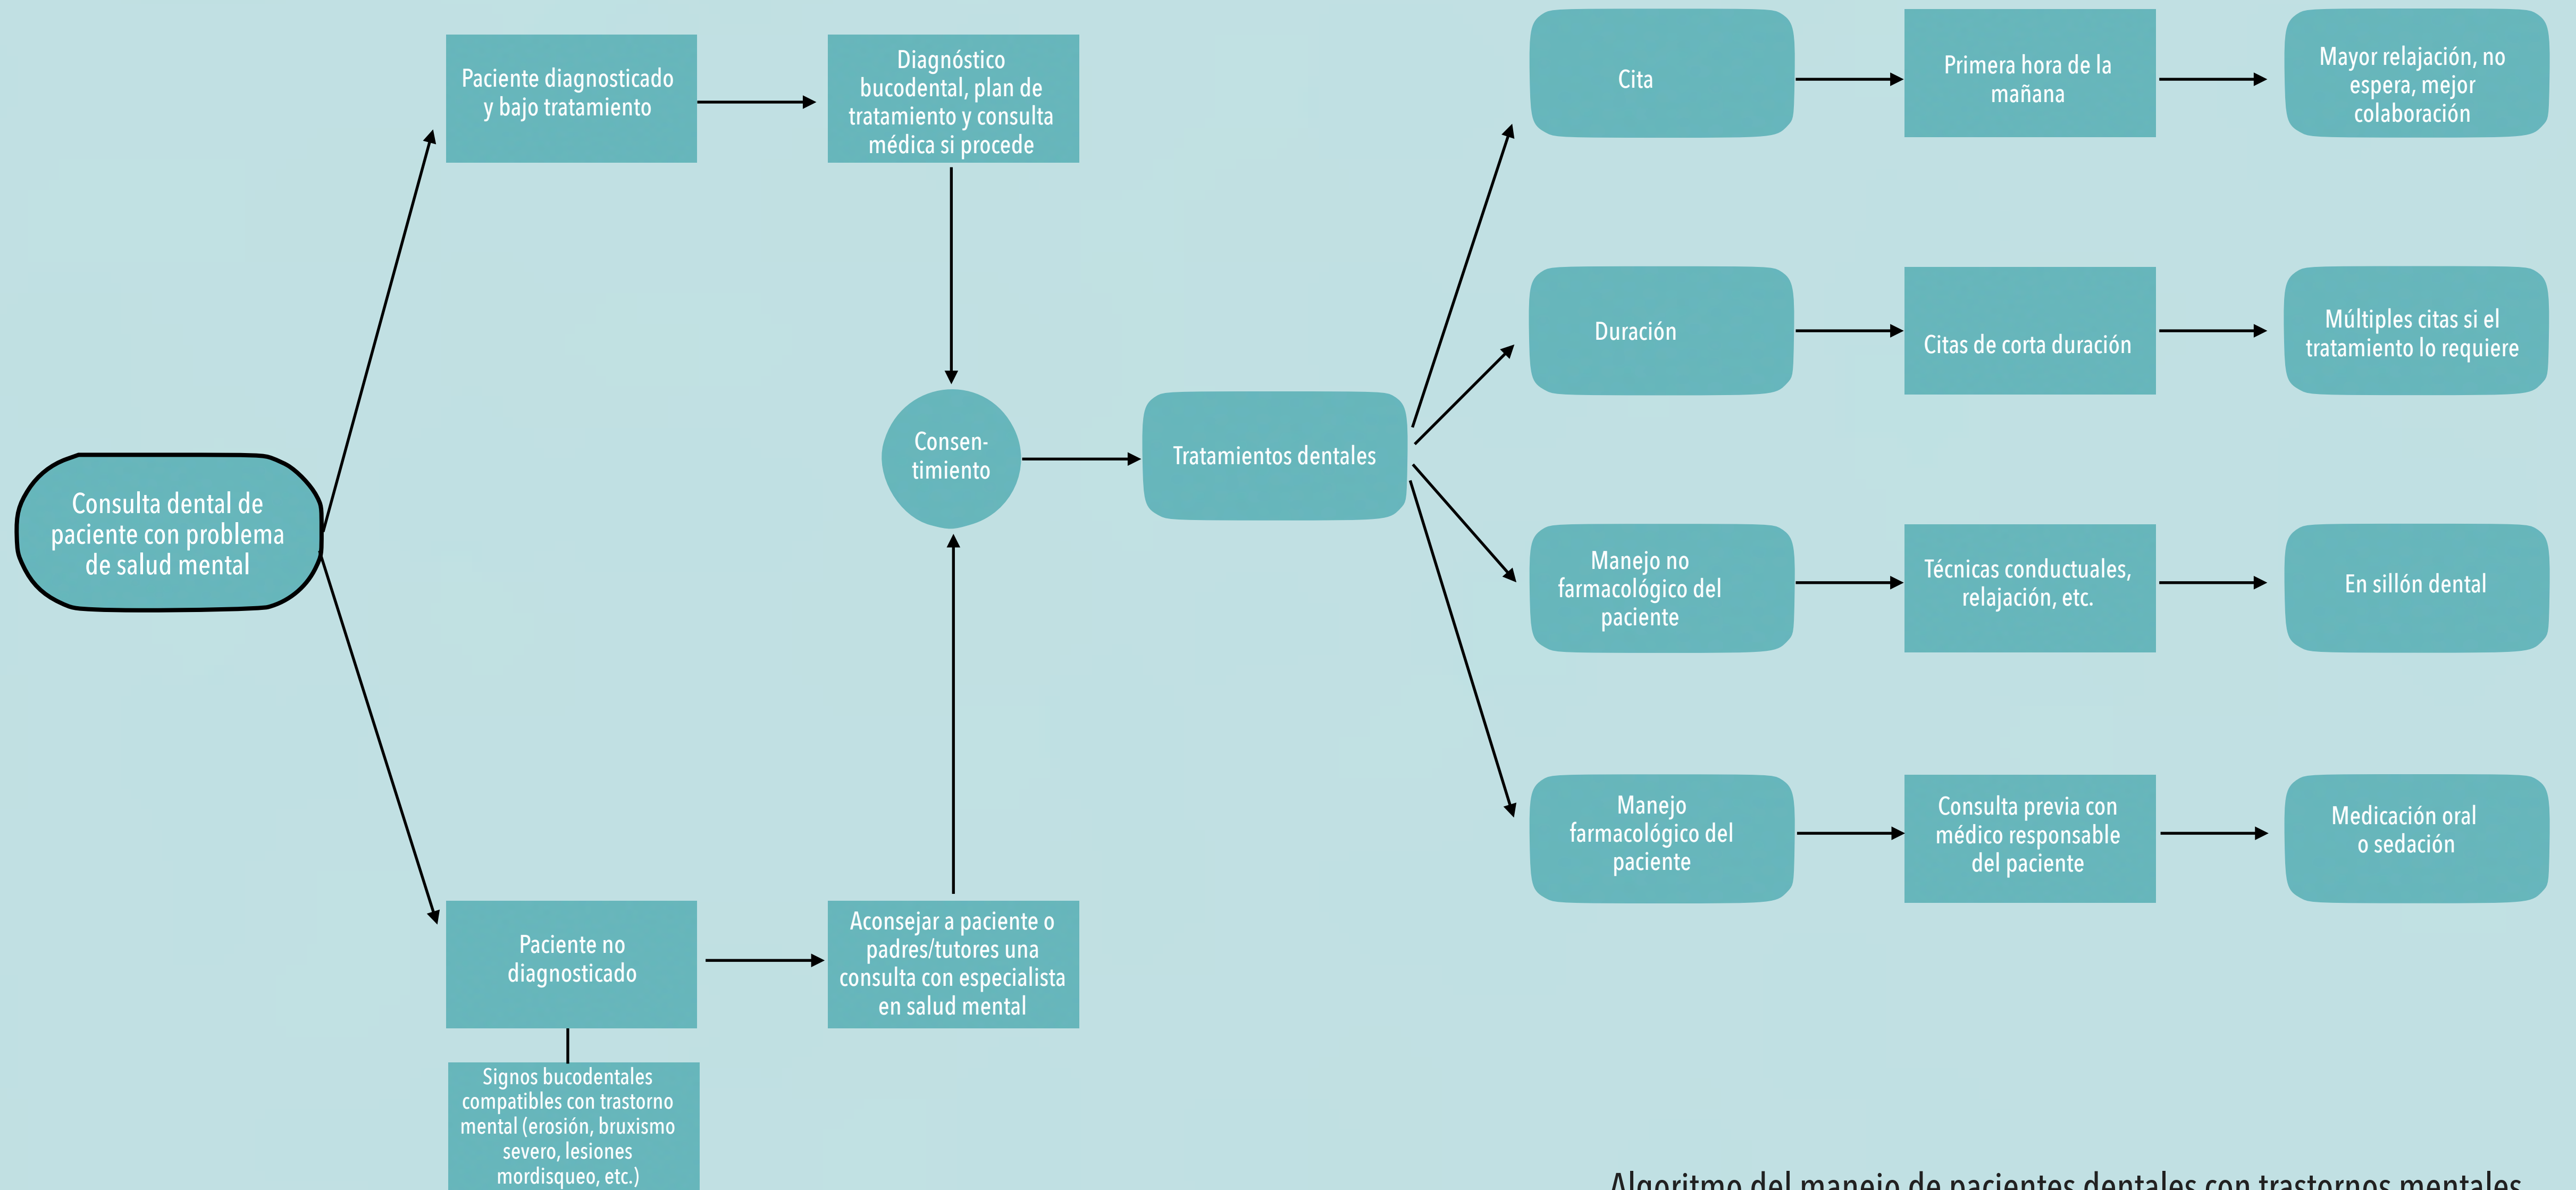 Consulta dental de
paciente con problema
de salud mental
Paciente diagnosticado
y bajo tratamiento
Diagnóstico
bucodental, plan de
tratamiento y consulta
médica si procede
Paciente no
diagnosticado
Signos bucodentales
compatibles con trastorno
mental (erosión, bruxismo
severo, lesiones
mordisqueo, etc.)
Aconsejar a paciente o
padres/tutores una
consulta con especialista
en salud mental
Consen-
timiento
Tratamientos dentales
Cita
Primera hora de la
mañana
Mayor relajación, no
espera, mejor
colaboración
Duración
Citas de corta duración
Múltiples citas si el
tratamiento lo requiere
Manejo no
farmacológico del
paciente
Técnicas conductuales,
relajación, etc.
En sillón dental
Manejo
farmacológico del
paciente
Consulta previa con
médico responsable
del paciente
Medicación oral
o sedación
Algoritmo del manejo de pacientes dentales con trastornos mentales